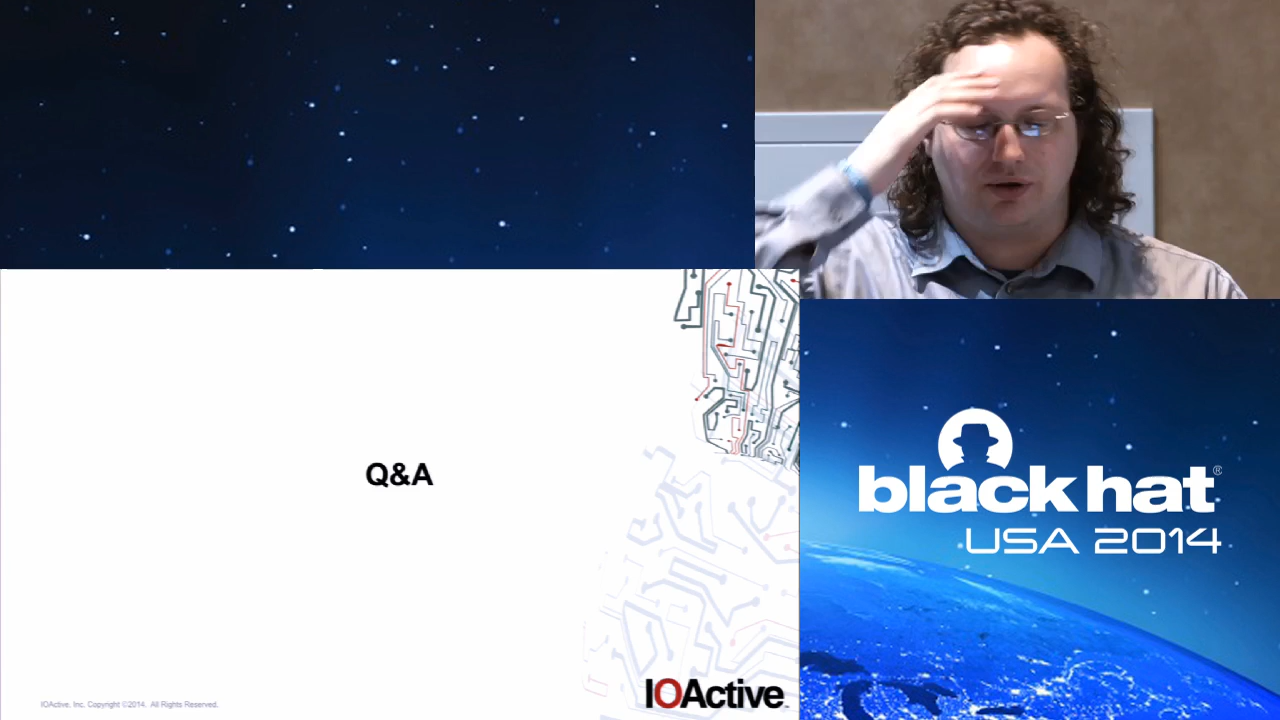 Q&A
IOActive, Inc. Copyright ©2014. All Rights Reserved.
IOActive.
black hat®
USA 2014